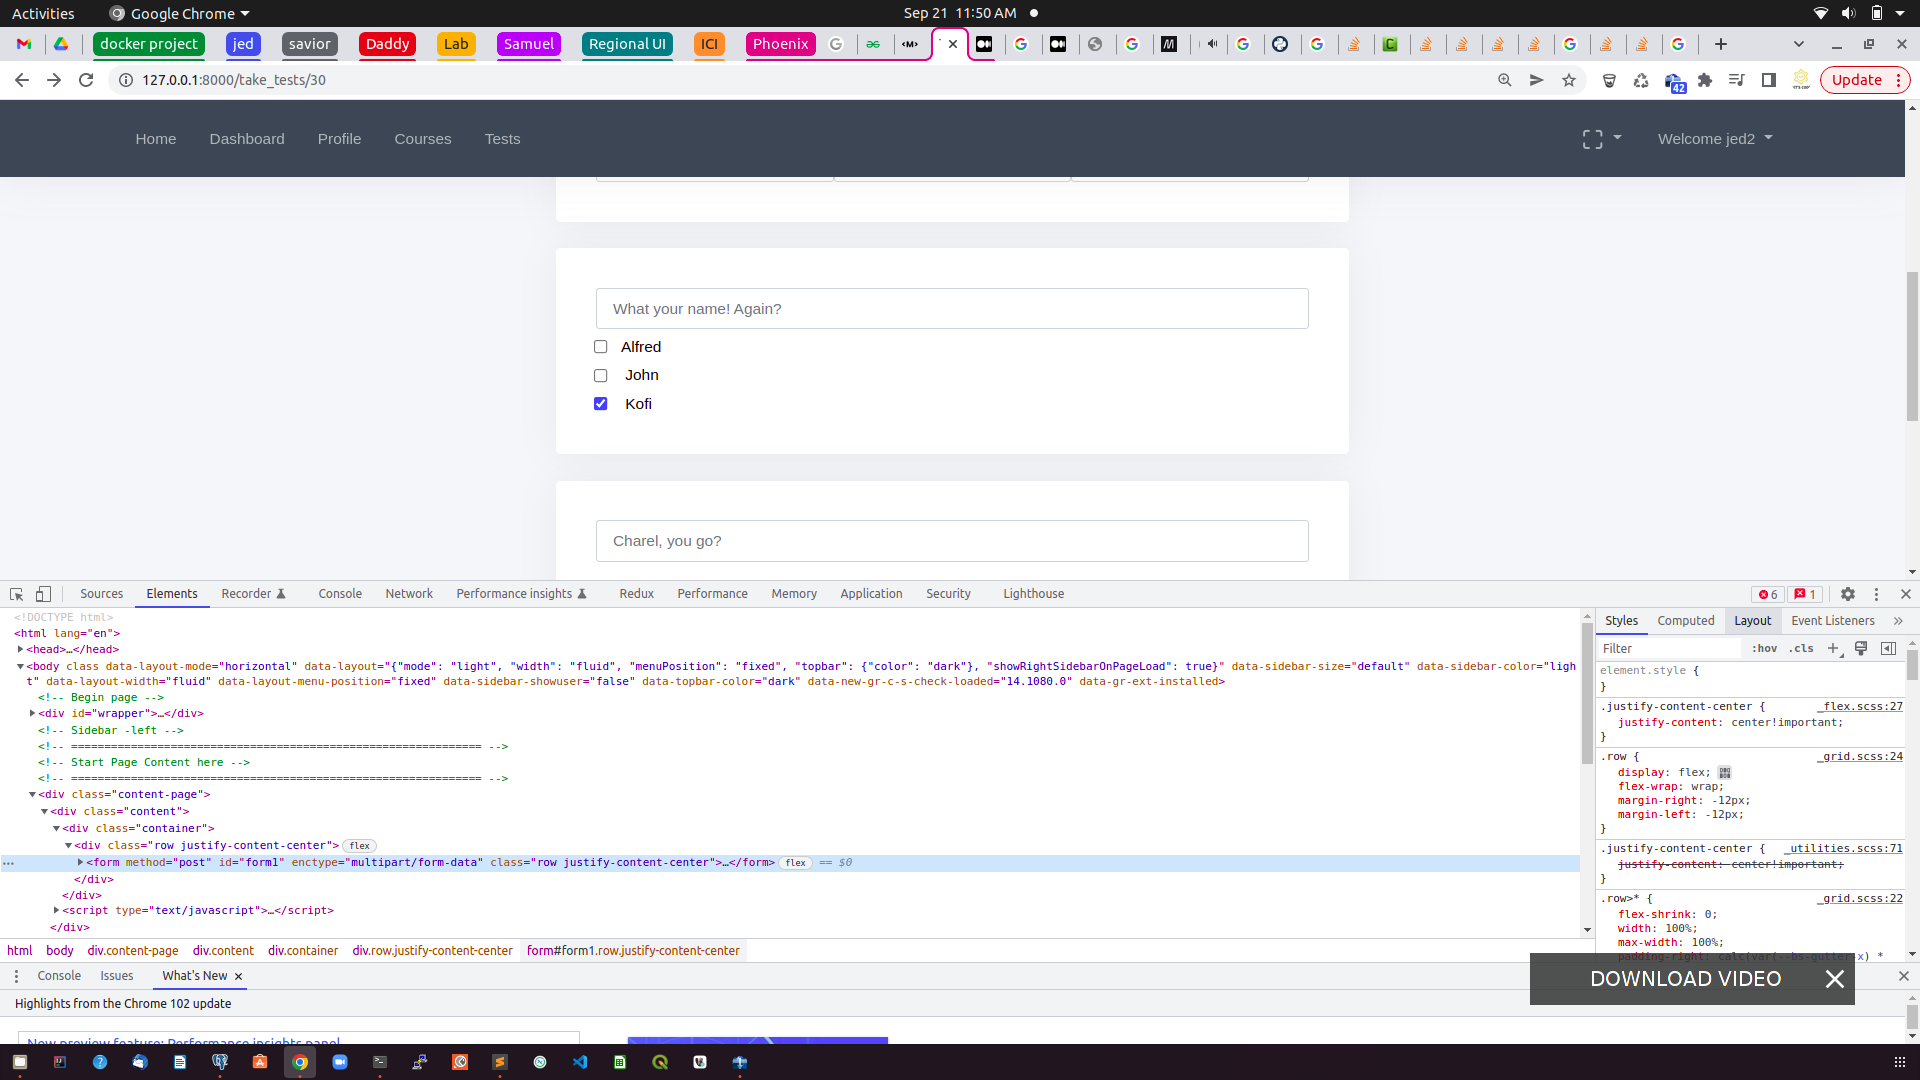 Activities Google Chrome Sep 21 11:50 AM
docker project jed savior Daddy Lab Samuel Regional UI ICI Phoenix
127.0.0.1:8000/take_tests/30 42 Update
Home Dashboard Profile Courses Tests Welcome jed2
What your name! Again?
Alfred
John
Kofi
Charel, you go?
Sources Elements Recorder Console Network Performance insights Redux Performance Memory Application Security Lighthouse 6 1
<!DOCTYPE html>
<html lang="en">
<head>…</head>
<body class data-layout-mode="horizontal" data-layout="{"mode": "light", "width": "fluid", "menuPosition": "fixed", "topbar": {"color": "dark"}, "showRightSidebarOnPageLoad": true}" data-sidebar-size="default" data-sidebar-color="ligh
t" data-layout-width="fluid" data-layout-menu-position="fixed" data-sidebar-showuser="false" data-topbar-color="dark" data-new-gr-c-s-check-loaded="14.1080.0" data-gr-ext-installed>
<!-- Begin page -->
<div id="wrapper">…</div>
<!-- Sidebar -left -->
<!-- ============================================================== -->
<!-- Start Page Content here -->
<!-- ============================================================== -->
<div class="content-page">
<div class="content">
<div class="container">
<div class="row justify-content-center"> flex
<form method="post" id="form1" enctype="multipart/form-data" class="row justify-content-center">…</form> flex == $0
</div>
</div>
<script type="text/javascript">…</script>
</div>
html body div.content-page div.content div.container div.row.justify-content-center form#form1.row.justify-content-center
Styles Computed Layout Event Listeners
Filter :hov .cls
element.style {
}
.justify-content-center { _flex.scss:27
justify-content: center!important;
}
.row { _grid.scss:24
display: flex;
flex-wrap: wrap;
margin-right: -12px;
margin-left: -12px;
}
.justify-content-center { _utilities.scss:71
justify-content: center!important;
}
.row>* { _grid.scss:22
flex-shrink: 0;
width: 100%;
max-width: 100%;
padding-right: calc(var(--bs-gutter-x) *
DOWNLOAD VIDEO
Console Issues What's New
Highlights from the Chrome 102 update
New preview feature: Performance insights panel